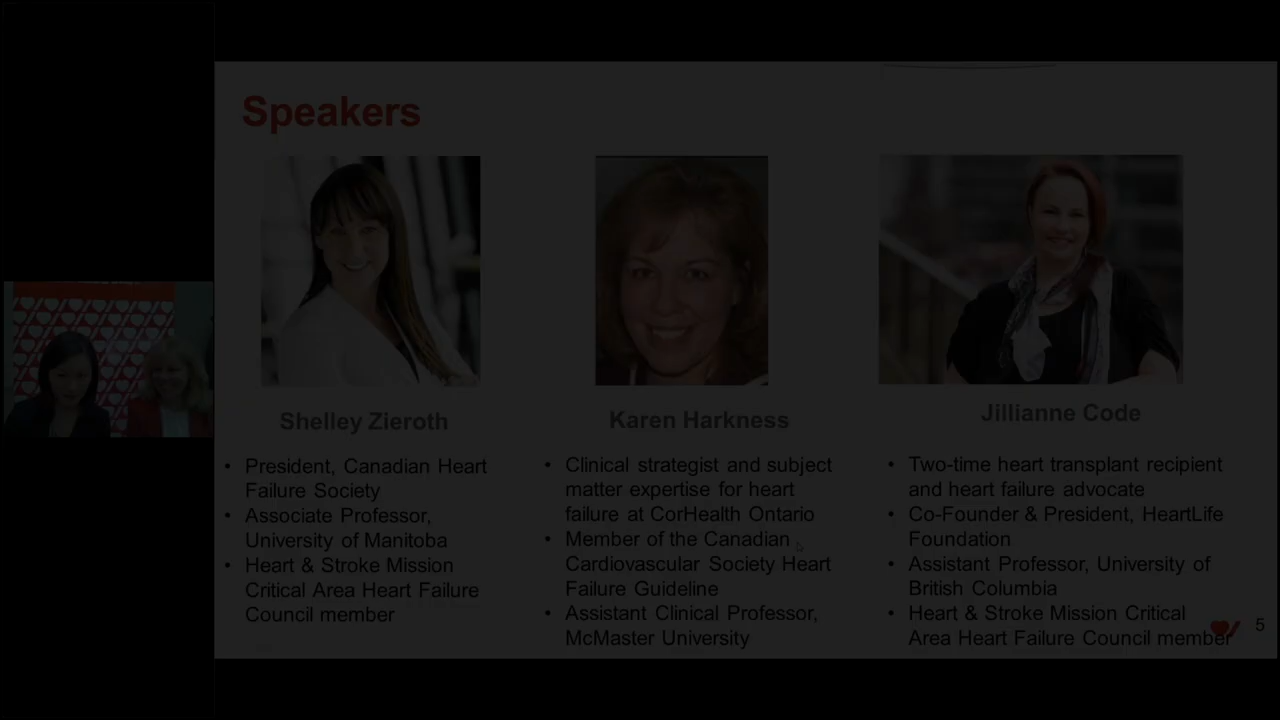 Speakers
Shelley Zieroth
• President, Canadian Heart
Failure Society
• Associate Professor,
University of Manitoba
• Heart & Stroke Mission
Critical Area Heart Failure
Council member
Karen Harkness
• Clinical strategist and subject
matter expertise for heart
failure at CorHealth Ontario
• Member of the Canadian
Cardiovascular Society Heart
Failure Guideline
• Assistant Clinical Professor,
McMaster University
Jillianne Code
• Two-time heart transplant recipient
and heart failure advocate
• Co-Founder & President, HeartLife
Foundation
• Assistant Professor, University of
British Columbia
• Heart & Stroke Mission Critical
Area Heart Failure Council member
5